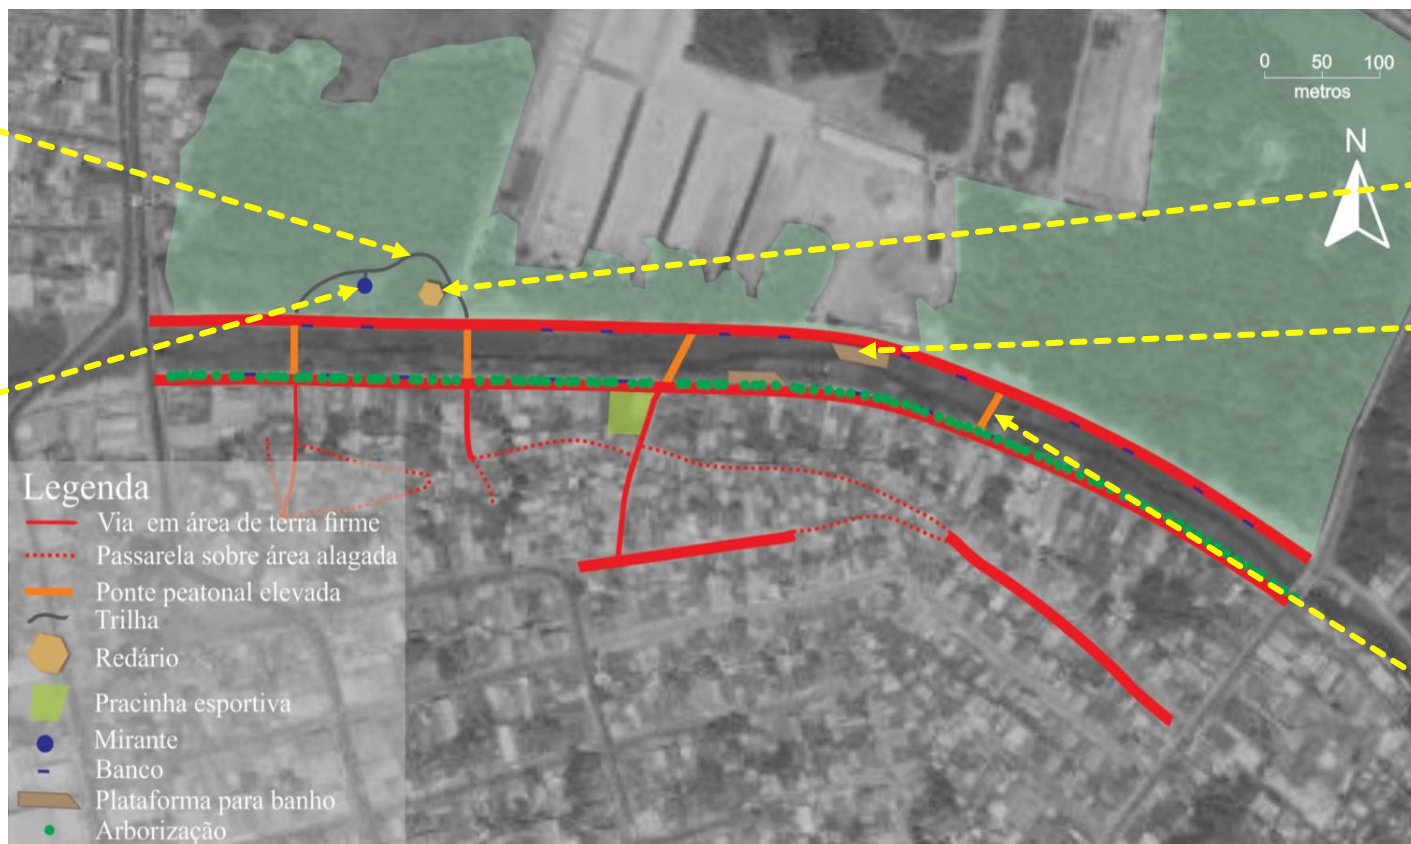 0 50 100
metros
N
Legenda
Via em área de terra firme
Passarela sobre área alagada
Ponte peatonal elevada
Trilha
Redário
Pracinha esportiva
Mirante
Banco
Plataforma para banho
Arborização